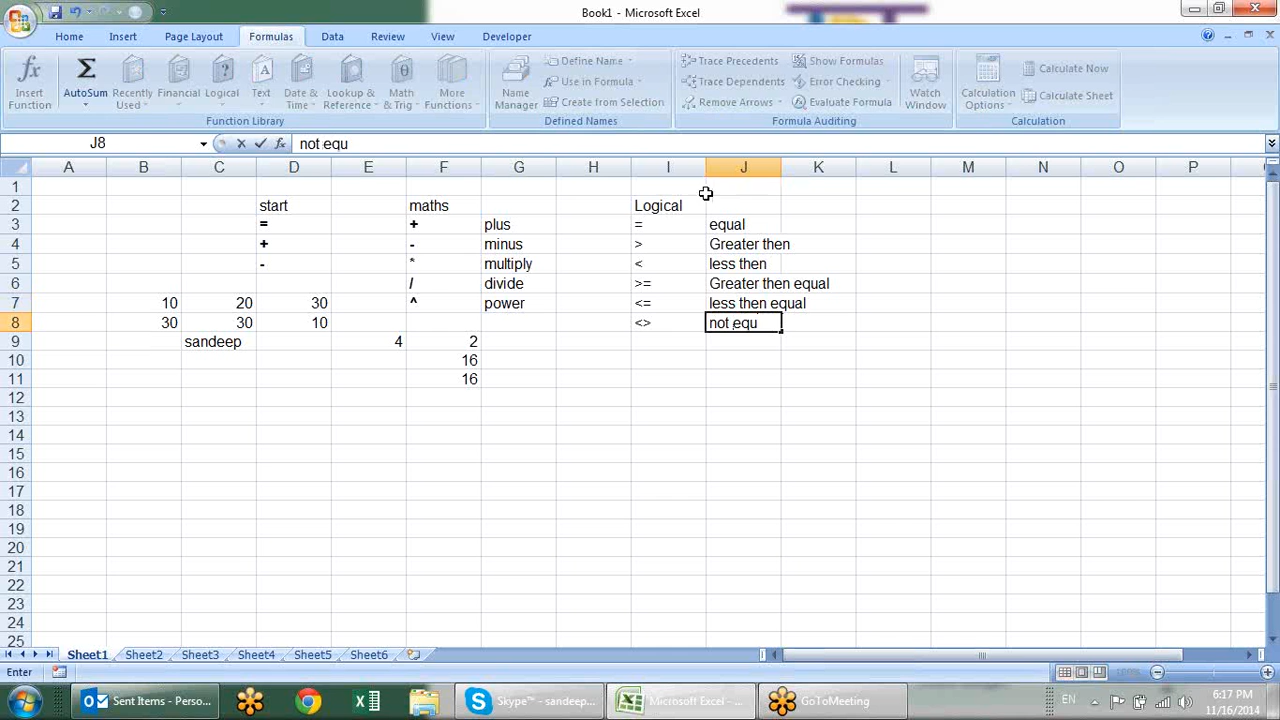 Book1 - Microsoft Excel
Home Insert Page Layout Formulas Data Review View Developer
fx Insert Function
Σ AutoSum
Recently Used
Financial
Logical
A Text
Date & Time
Lookup & Reference
θ Math & Trig
More Functions
Function Library
Name Manager
Define Name
Use in Formula
Create from Selection
Defined Names
Trace Precedents
Trace Dependents
Remove Arrows
Show Formulas
Error Checking
Evaluate Formula
Watch Window
Formula Auditing
Calculation Options
Calculate Now
Calculate Sheet
Calculation
J8 fx not equ
A B C D E F G H I J K L M N O P
1
2 start maths Logical
3 = + plus = equal
4 + - minus > Greater then
5 - * multiply < less then
6 / divide >= Greater then equal
7 10 20 30 ^ power <= less then equal
8 30 30 10 <> not equ
9 sandeep 4 2
10 16
11 16
12
13
14
15
16
17
18
19
20
21
22
23
24
25
Sheet1 Sheet2 Sheet3 Sheet4 Sheet5 Sheet6
Enter
Sent Items - Perso...
Skype™ - sandeep...
Microsoft Excel - ...
GoToMeeting
EN
6:17 PM
11/16/2014